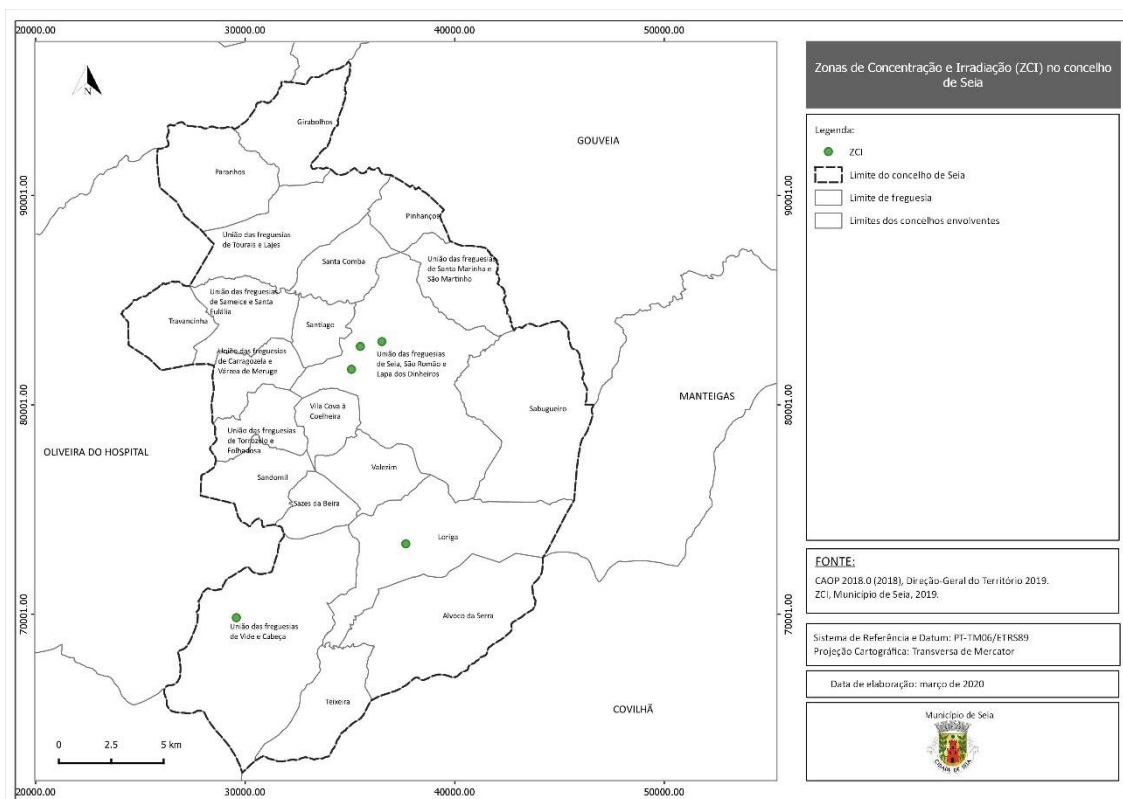 20000.00
30000.00
40000.00
50000.00
90001.00
80001.00
70001.00
N
Girabolhos
GOUVEIA
Paranhos
Pinhanços
União das freguesias
de Tourais e Lajes
Santa Comba
União das freguesias
de Santa Marinha e
São Martinho
União das freguesias
de Sameice e Santa
Eulália
Travancinha
Santiago
União das freguesias
de Carragozela e
Várzea de Meruge
União das freguesias
de Seia, São Romão e
Lapa dos Dinheiros
MANTEIGAS
Vila Cova à
Coelheira
Sabugueiro
União das freguesias
de Torrozelo e
Folhadosa
OLIVEIRA DO HOSPITAL
Valezim
Sandomil
Sazes da Beira
Loriga
Alvoco da Serra
União das freguesias
de Vide e Cabeça
Teixeira
COVILHÃ
0 2.5 5 km
90001.00
80001.00
70001.00
20000.00
30000.00
40000.00
50000.00
Zonas de Concentração e Irradiação (ZCI) no concelho
de Seia
Legenda:
ZCI
Limite do concelho de Seia
Limite de freguesia
Limites dos concelhos envolventes
FONTE:
CAOP 2018.0 (2018), Direção-Geral do Território 2019.
ZCI, Município de Seia, 2019.
Sistema de Referência e Datum: PT-TM06/ETRS89
Projeção Cartográfica: Transversa de Mercator
Data de elaboração: março de 2020
Município de Seia
CIDADE DE SEIA